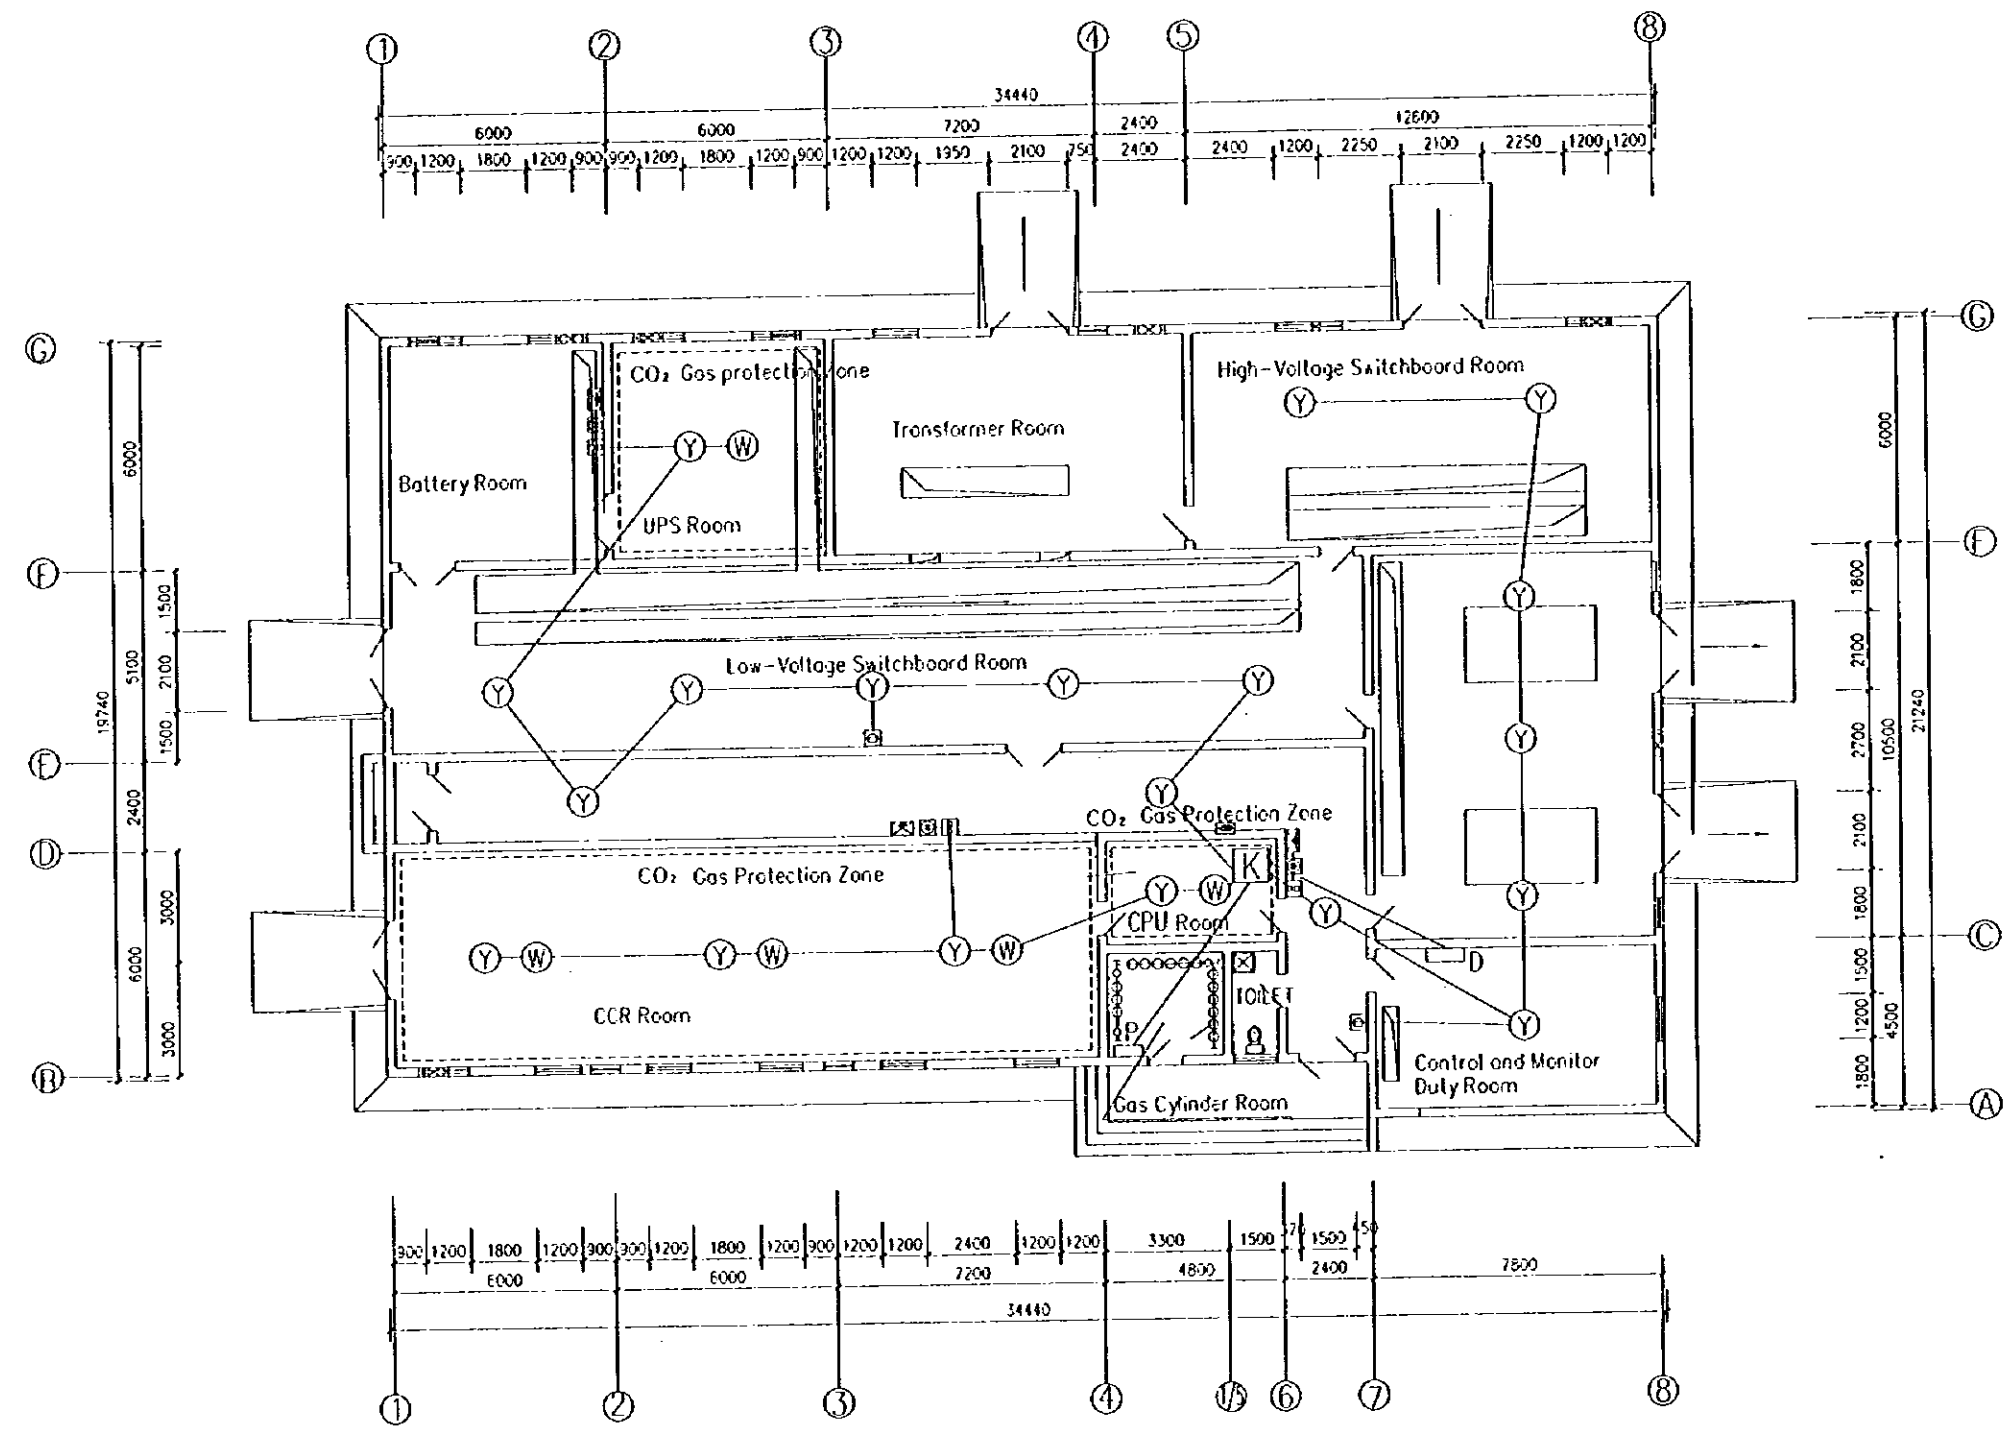 1 2 3 4 5 8
34440
6000 6000 7200 2400 12600
900 1200 1800 1200 900 900 1200 1800 1200 900 1200 1200 1950 2100 750 2400 2400 1200 2250 2100 2250 1200 1200
G G
CO₂ Gas protection Zone
High-Voltage Switchboard Room
Y Y
Transformer Room
Y W
Battery Room
UPS Room
6000 6000
F F
1500 1800
Y
Low-Voltage Switchboard Room
2100 2100
Y Y Y Y Y
5100
19740
1500
Y
2700 10500 21240
E
Y Y
2400
CO₂ Gas Protection Zone
2100
D
CO₂ Gas Protection Zone
K
Y W
Y
Y
CPU Room
3000 1800
C
Y W Y W Y W
D
6000
1500
TOILET
CCR Room
P
Y
3000
1200 4500
Control and Monitor
Duty Room
1800
B
Gas Cylinder Room
A
900 1200 1800 1200 900 900 1200 1800 1200 900 1200 1200 2400 1200 1200 3300 1500 1500 450
6000 6000 7200 4800 2400 7800
34440
1 2 3 4 1/5 6 7 8